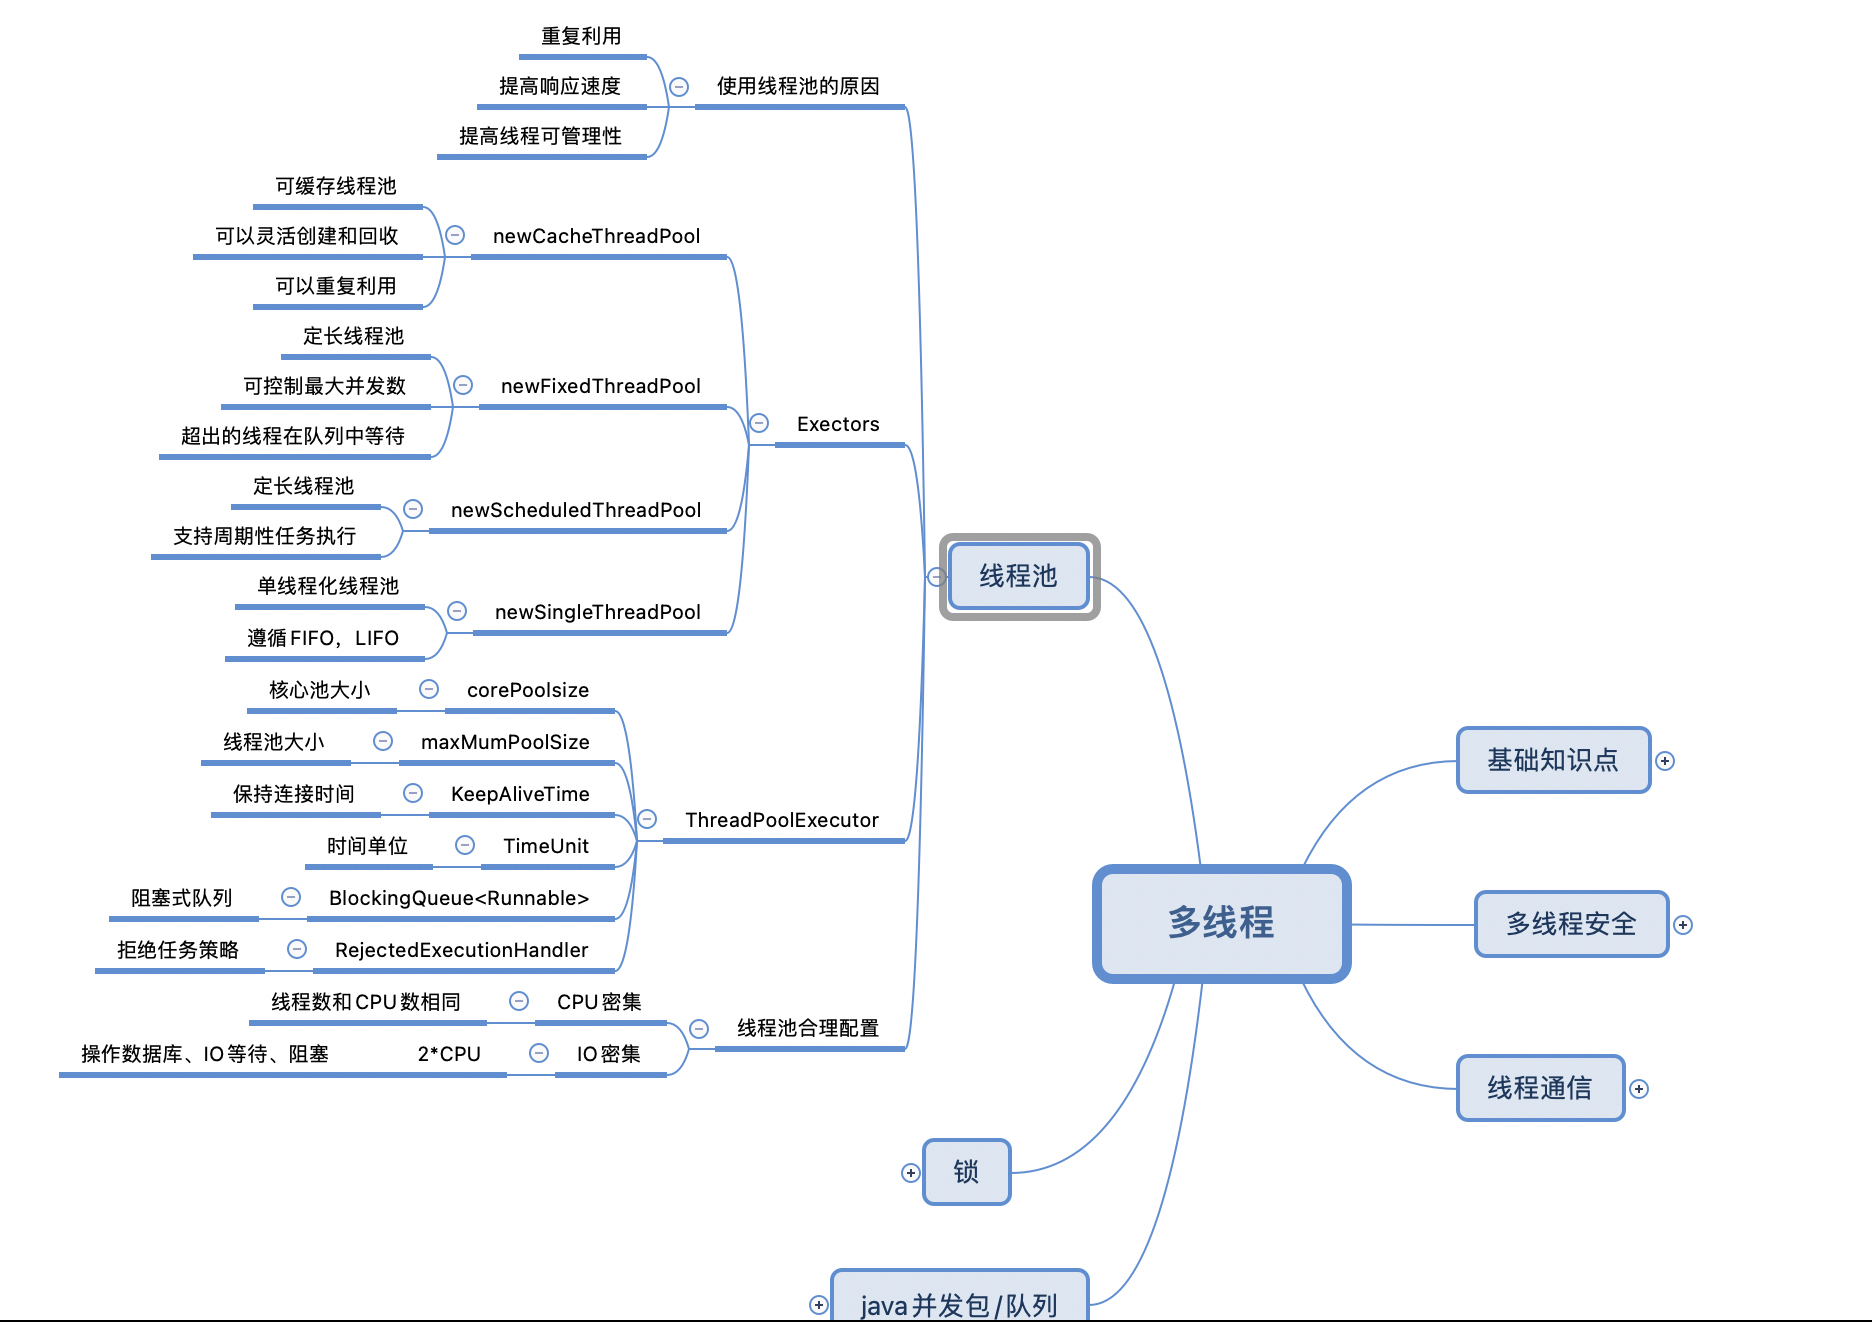 重复利用
提高响应速度
使用线程池的原因
提高线程可管理性
可缓存线程池
可以灵活创建和回收
newCacheThreadPool
可以重复利用
定长线程池
可控制最大并发数
newFixedThreadPool
超出的线程在队列中等待
Exectors
定长线程池
newScheduledThreadPool
支持周期性任务执行
单线程化线程池
newSingleThreadPool
遵循FIFO，LIFO
线程池
核心池大小
corePoolsize
线程池大小
maxMumPoolSize
保持连接时间
KeepAliveTime
ThreadPoolExecutor
时间单位
TimeUnit
阻塞式队列
BlockingQueue<Runnable>
拒绝任务策略
RejectedExecutionHandler
线程数和CPU数相同
CPU密集
线程池合理配置
操作数据库、IO等待、阻塞 2*CPU
IO密集
多线程
基础知识点
多线程安全
线程通信
锁
java并发包/队列